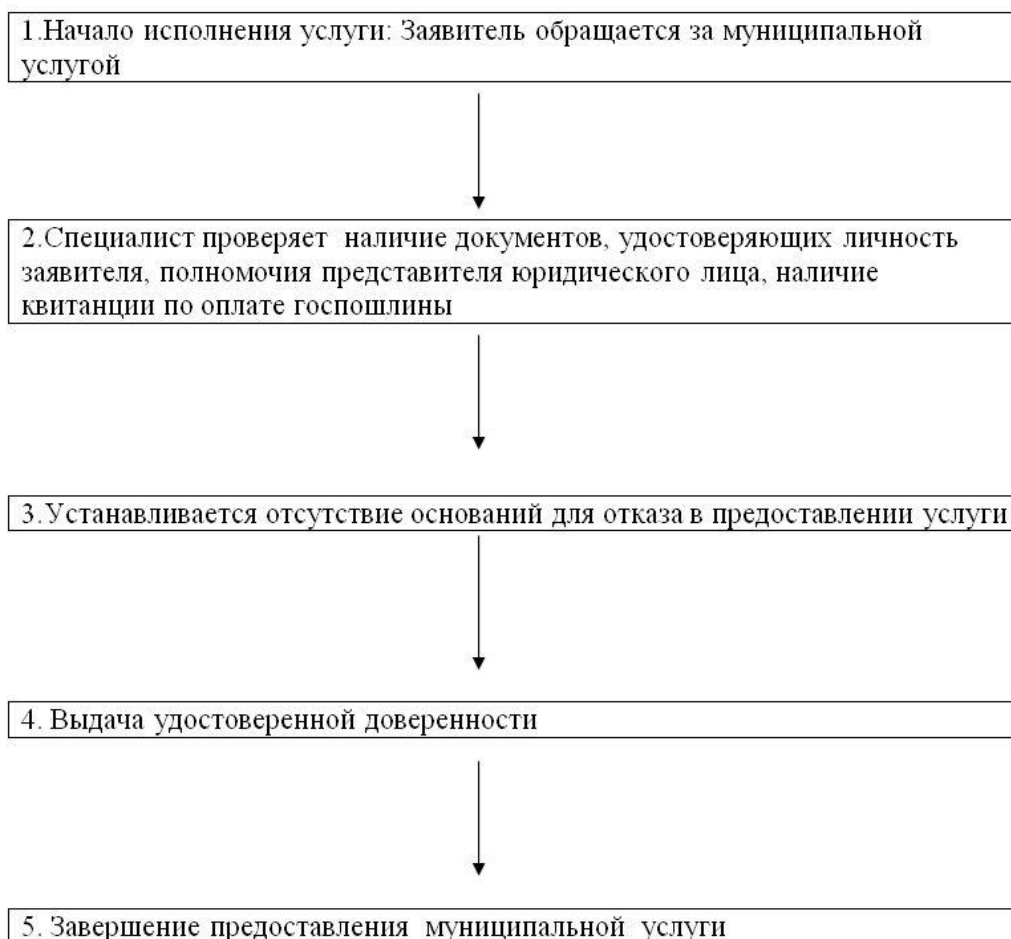 1.Начало исполнения услуги: Заявитель обращается за муниципальной
услугой
2.Специалист проверяет наличие документов, удостоверяющих личность
заявителя, полномочия представителя юридического лица, наличие
квитанции по оплате госпошлины
3.Устанавливается отсутствие оснований для отказа в предоставлении услуги
4. Выдача удостоверенной доверенности
5. Завершение предоставления муниципальной услуги